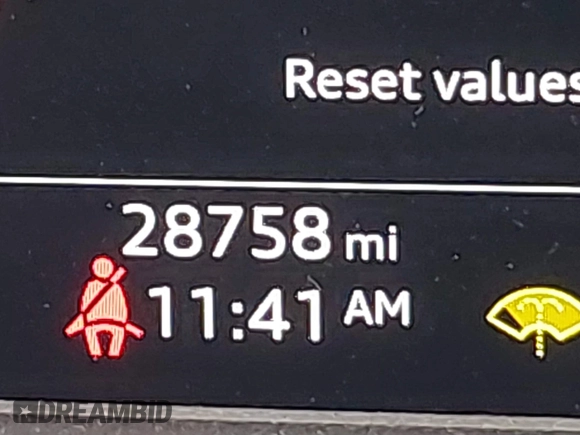 Reset values
28758 mi
11:41 AM
DREAMBID